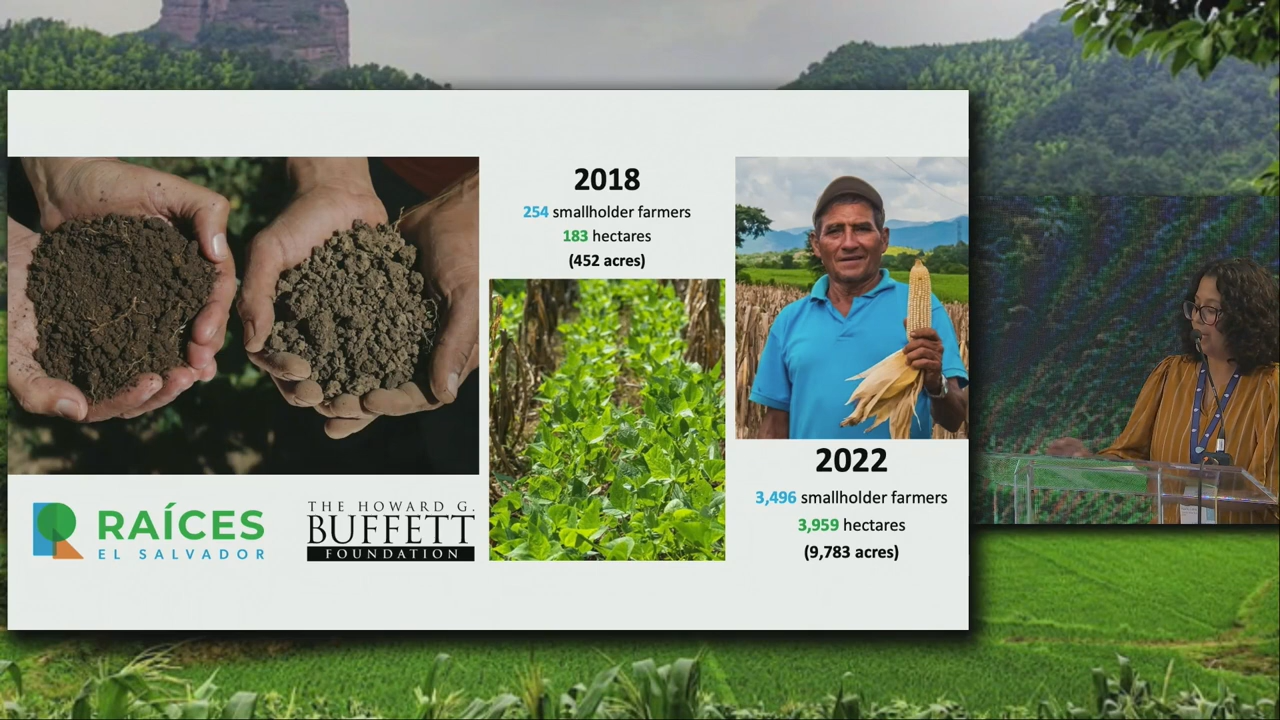 2018
254 smallholder farmers
183 hectares
(452 acres)
2022
3,496 smallholder farmers
3,959 hectares
(9,783 acres)
RAÍCES
EL SALVADOR
THE HOWARD G.
BUFFETT
FOUNDATION